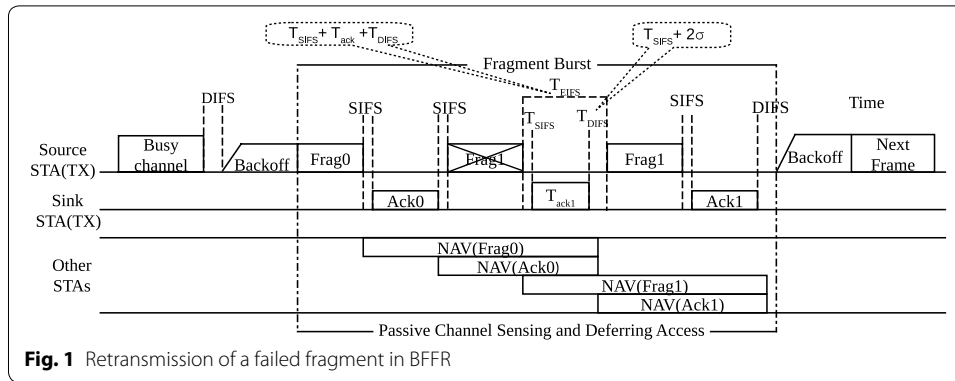 T_SIFS + T_ack + T_DIFS
T_SIFS + 2σ
Fragment Burst
T_EIFS
DIFS
SIFS
SIFS
T_SIFS
T_DIFS
SIFS
DIFS
Time
Source
STA(TX)
Busy
channel
Backoff
Frag0
Frag1
Frag1
Backoff
Next
Frame
Sink
STA(TX)
Ack0
T_ack1
Ack1
Other
STAs
NAV(Frag0)
NAV(Ack0)
NAV(Frag1)
NAV(Ack1)
Passive Channel Sensing and Deferring Access
Fig. 1 Retransmission of a failed fragment in BFFR